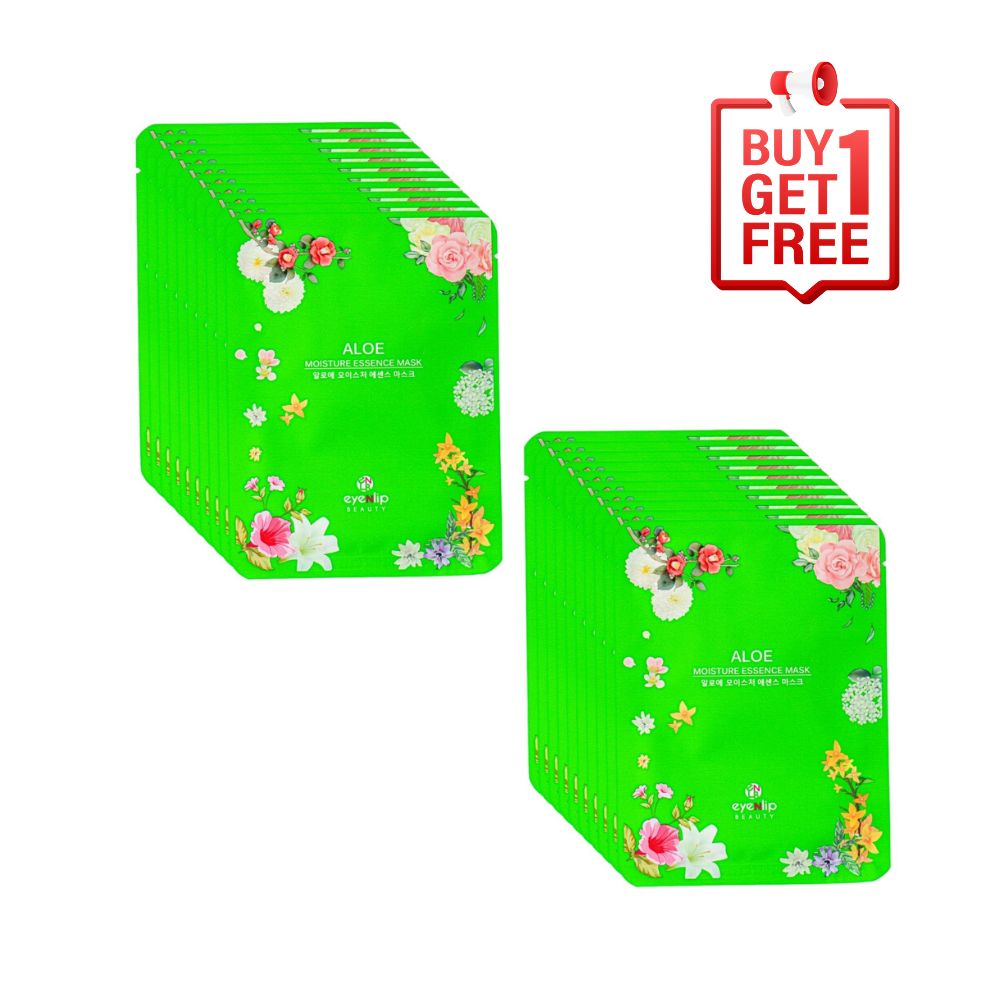 BUY 1
GET
FREE
ALOE
MOISTURE ESSENCE MASK
알로에 모이스처 에센스 마스크
eyeNlip
BEAUTY
ALOE
MOISTURE ESSENCE MASK
알로에 모이스처 에센스 마스크
eyeNlip
BEAUTY